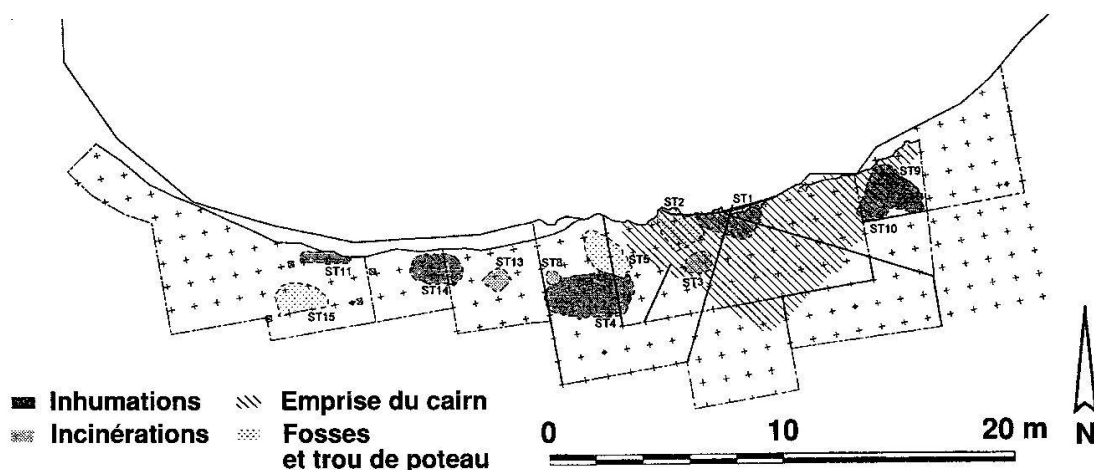 ST9
ST2
ST1
ST10
ST13
ST8
ST5
ST3
ST11
ST14
ST15
ST4
Inhumations
Emprise du cairn
Incinérations
Fosses
et trou de poteau
0
10
20 m
N